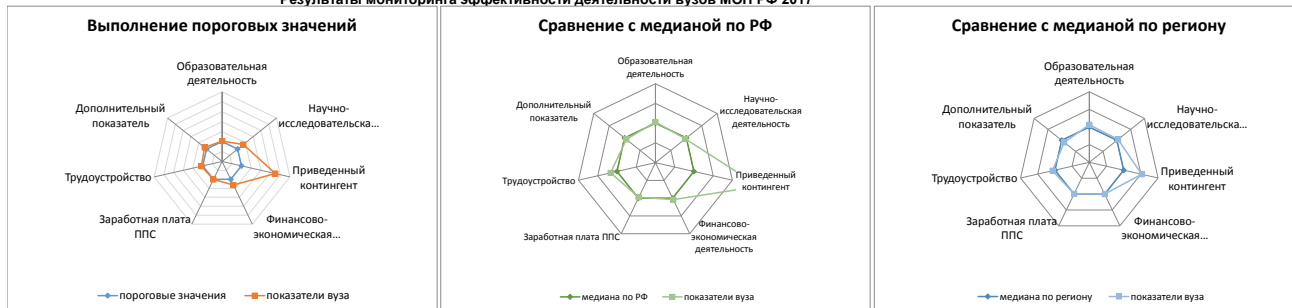 Результаты мониторинга эффективности деятельности вузов МОН РФ 2017
Выполнение пороговых значений
Образовательная
деятельность
Научно-
исследовательска...
Приведенный
контингент
Финансово-
экономическая...
Заработная плата
ППС
Трудоустройство
Дополнительный
показатель
пороговые значения
показатели вуза
Сравнение с медианой по РФ
Образовательная
деятельность
Научно-
исследовательская
деятельность
Приведенный
контингент
Финансово-
экономическая
деятельность
Заработная плата ППС
Трудоустройство
Дополнительный
показатель
медиана по РФ
показатели вуза
Сравнение с медианой по региону
Образовательная
деятельность
Научно-
исследовательска...
Приведенный
контингент
Финансово-
экономическая...
Заработная плата
ППС
Трудоустройство
Дополнительный
показатель
медиана по региону
показатели вуза